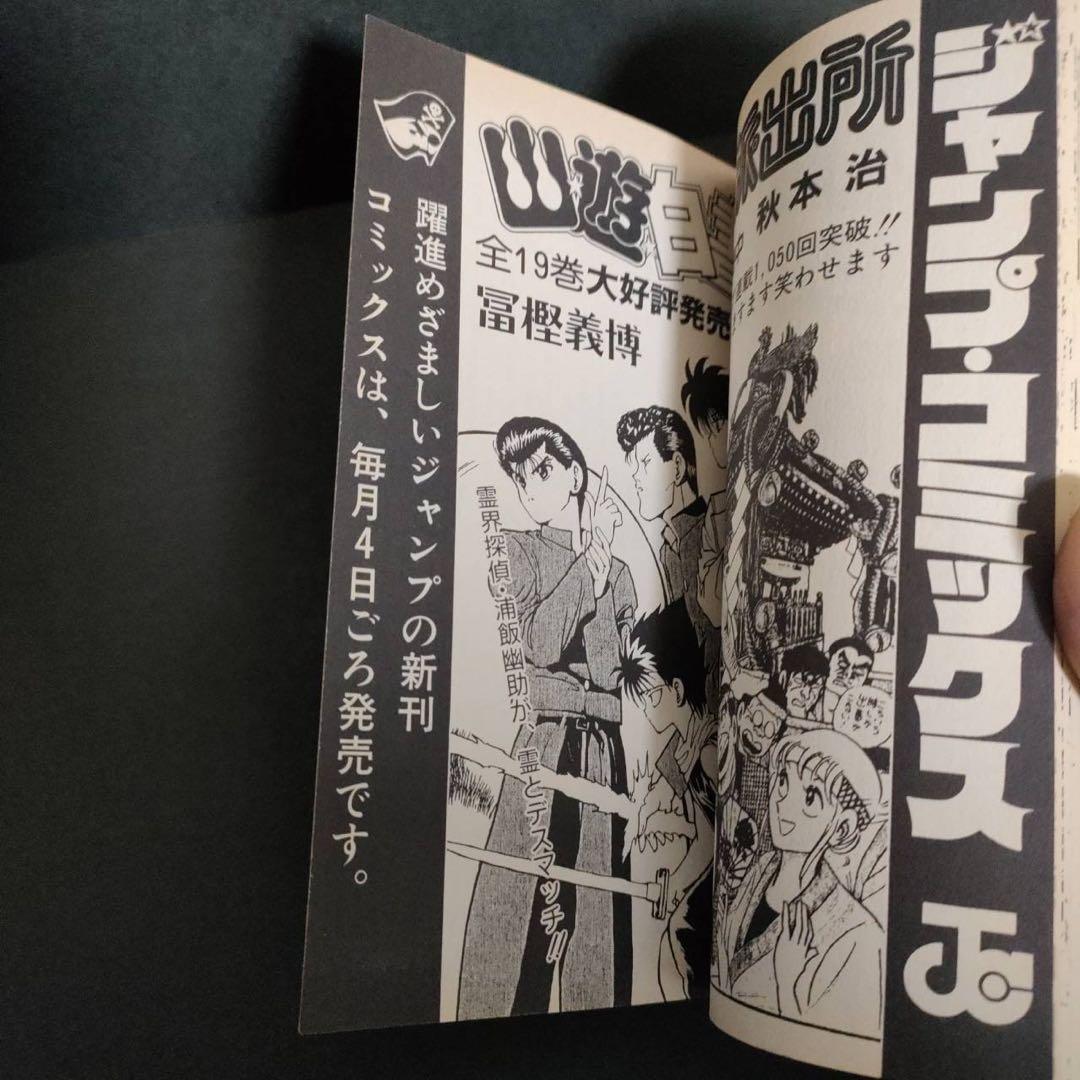 ジャンプ・コミックス
派出所
秋本治
連載1,050回突破!!
ますます笑わせます
幽遊白
全19巻大好評発売
冨樫義博
霊界探偵・浦飯幽助が、霊とデスマッチ!!
躍進めざましいジャンプの新刊
コミックスは、毎月4日ごろ発売です。